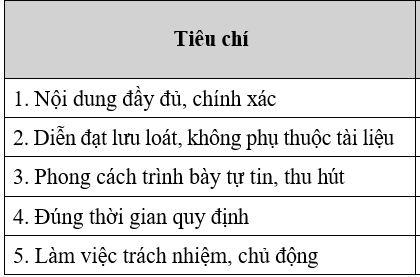 Tiêu chí
1. Nội dung đầy đủ, chính xác
2. Diễn đạt lưu loát, không phụ thuộc tài liệu
3. Phong cách trình bày tự tin, thu hút
4. Đúng thời gian quy định
5. Làm việc trách nhiệm, chủ động